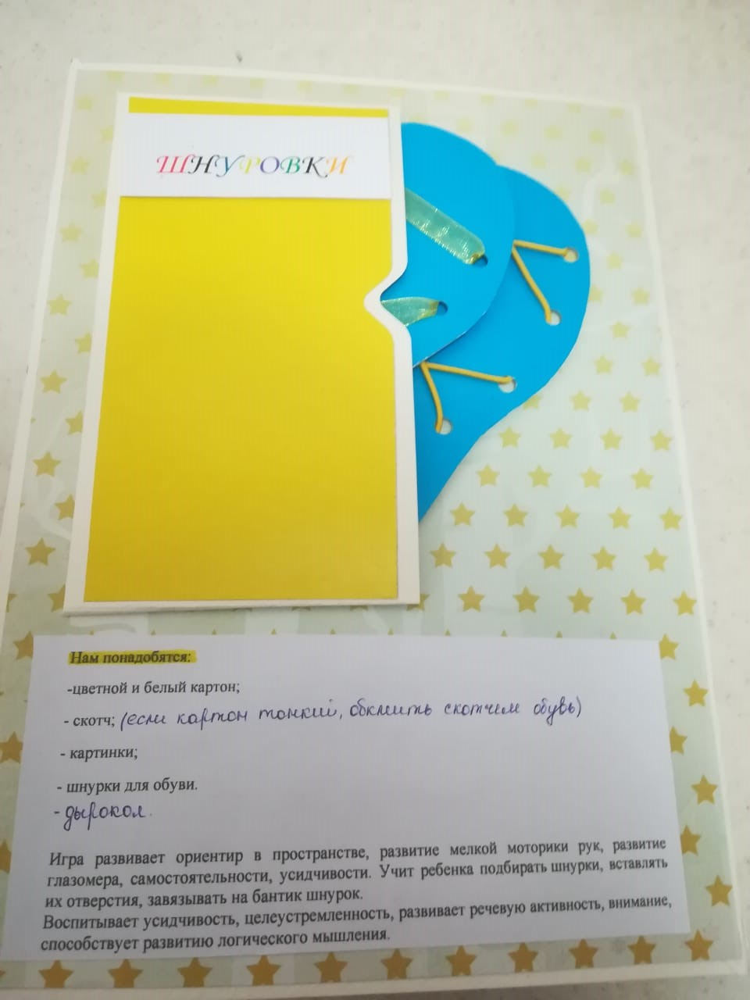 ШНУРОВКИ
Нам понадобятся:
-цветной и белый картон;
- скотч; (если картон тонкий, обклеить скотчем обувь)
- картинки;
- шнурки для обуви.
- дырокол.
Игра развивает ориентир в пространстве, развитие мелкой моторики рук, развитие
глазомера, самостоятельности, усидчивости. Учит ребенка подбирать шнурки, вставлять
их отверстия, завязывать на бантик шнурок.
Воспитывает усидчивость, целеустремленность, развивает речевую активность, внимание,
способствует развитию логического мышления.